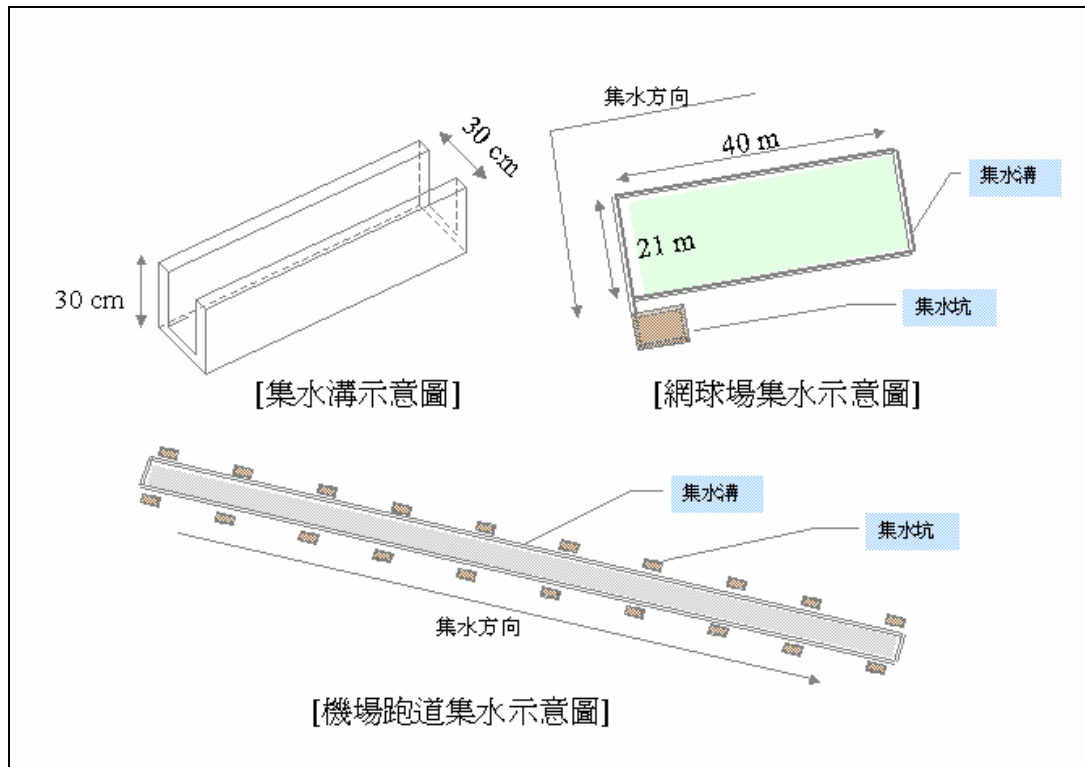 集水方向
30 cm
40 m
集水溝
21 m
30 cm
集水坑
[集水溝示意圖]
[網球場集水示意圖]
集水溝
集水坑
集水方向
[機場跑道集水示意圖]